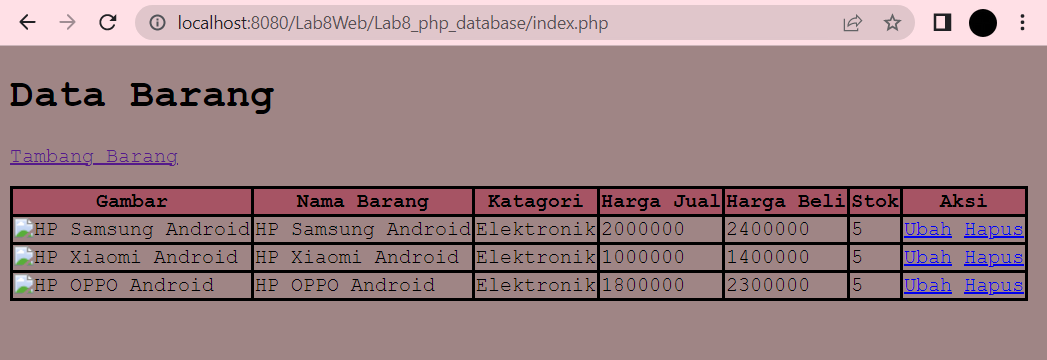 localhost:8080/Lab8Web/Lab8_php_database/index.php
Data Barang
Tambang Barang
Gambar Nama Barang Katagori Harga Jual Harga Beli Stok Aksi
HP Samsung Android HP Samsung Android Elektronik 2000000 2400000 5 Ubah Hapus
HP Xiaomi Android HP Xiaomi Android Elektronik 1000000 1400000 5 Ubah Hapus
HP OPPO Android HP OPPO Android Elektronik 1800000 2300000 5 Ubah Hapus